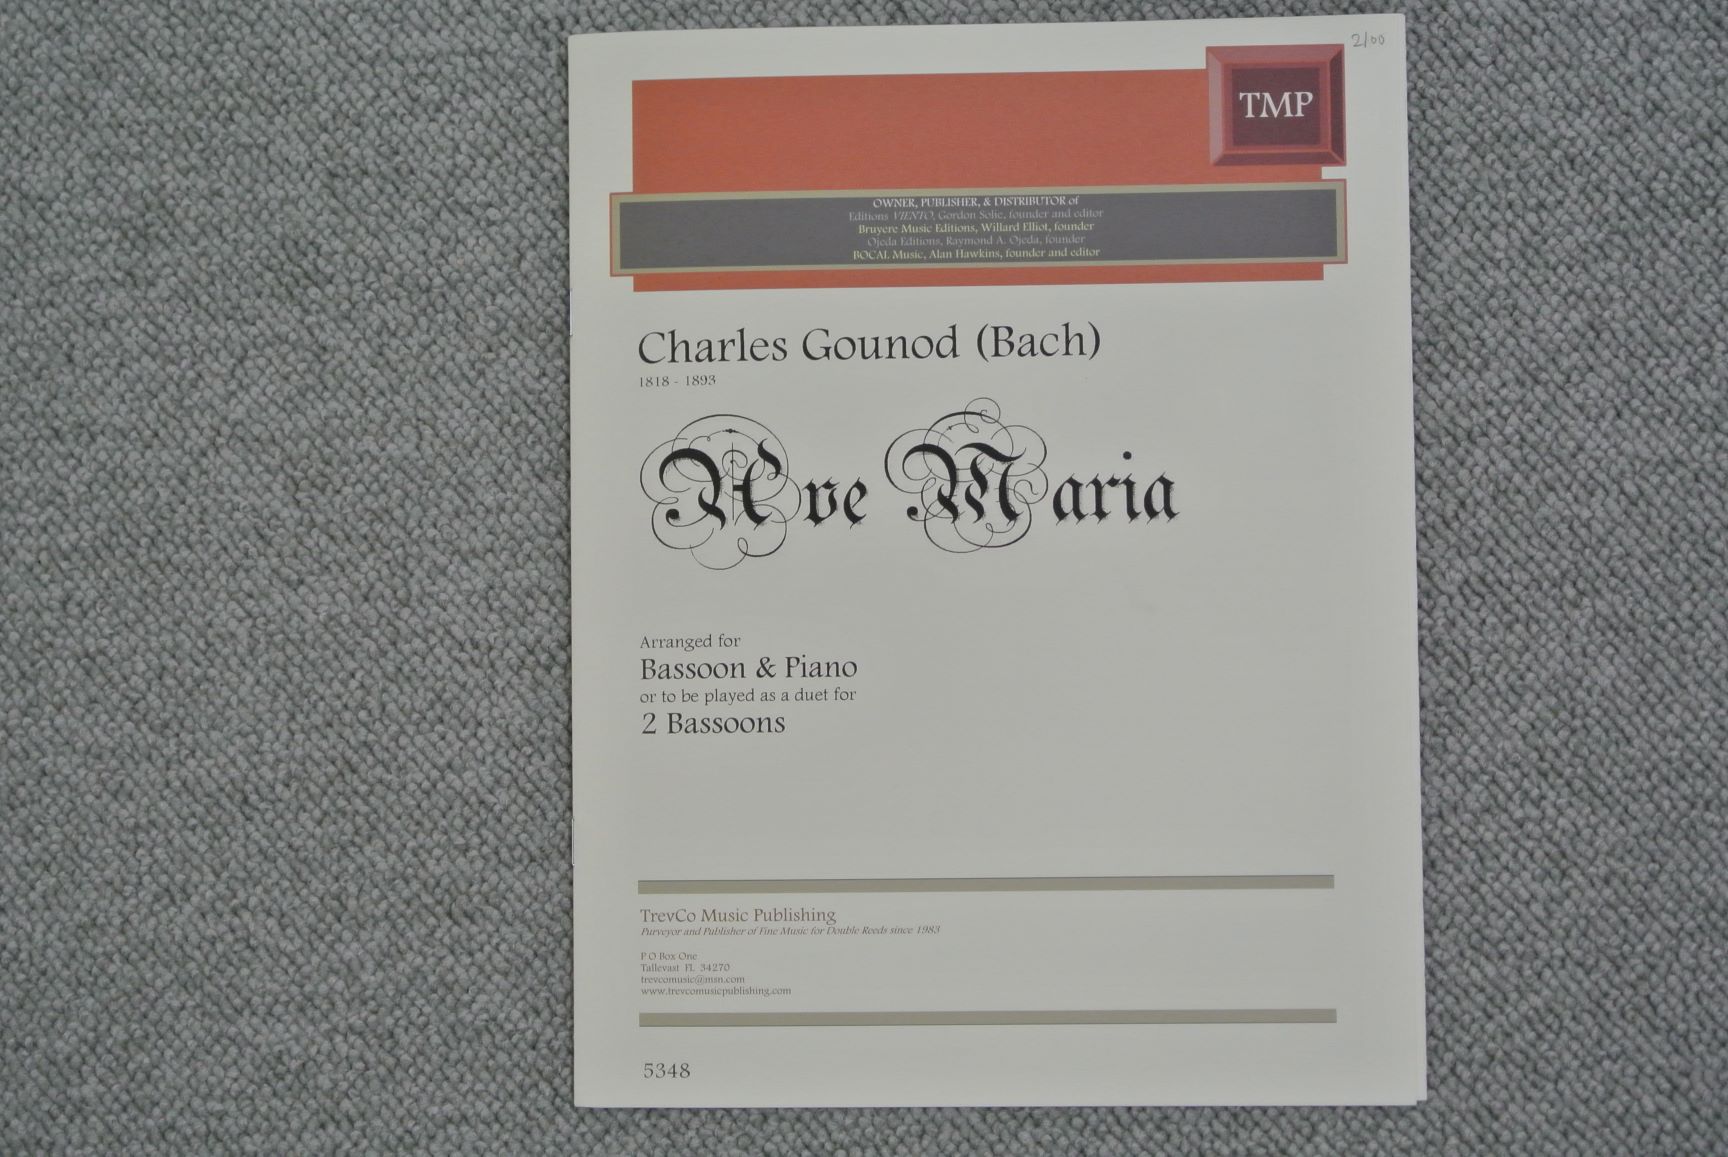 2/00
TMP
OWNER, PUBLISHER, & DISTRIBUTOR of
Editions VIENTO, Gordon Solie, founder and editor
Bruyere Music Editions, Willard Elliot, founder
Ojeda Editions, Raymond A. Ojeda, founder
BOCAL Music, Alan Hawkins, founder and editor
Charles Gounod (Bach)
1818 - 1893
Ave Maria
Arranged for
Bassoon & Piano
or to be played as a duet for
2 Bassoons
TrevCo Music Publishing
Purveyor and Publisher of Fine Music for Double Reeds since 1983
P O Box One
Tallevast FL 34270
trevcomusic@msn.com
www.trevcomusicpublishing.com
5348